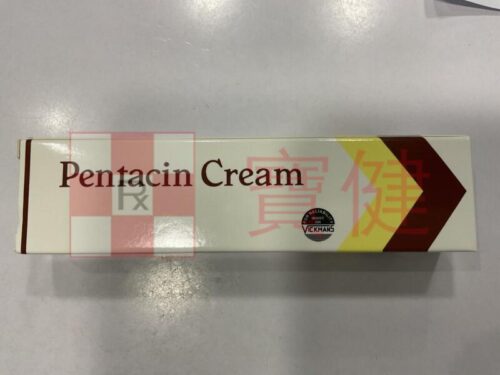 Pentacin Cream
Rx
寶健
VICKMANS